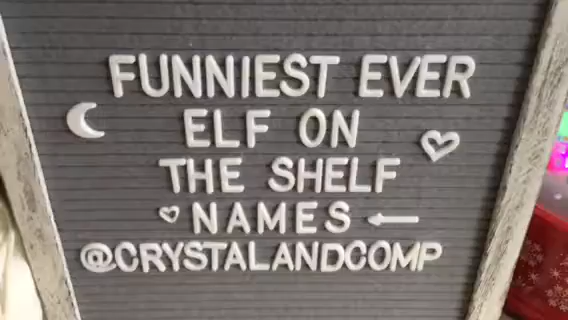 FUNNIEST EVER
ELF ON
THE SHELF
NAMES
@CRYSTALANDCOMP